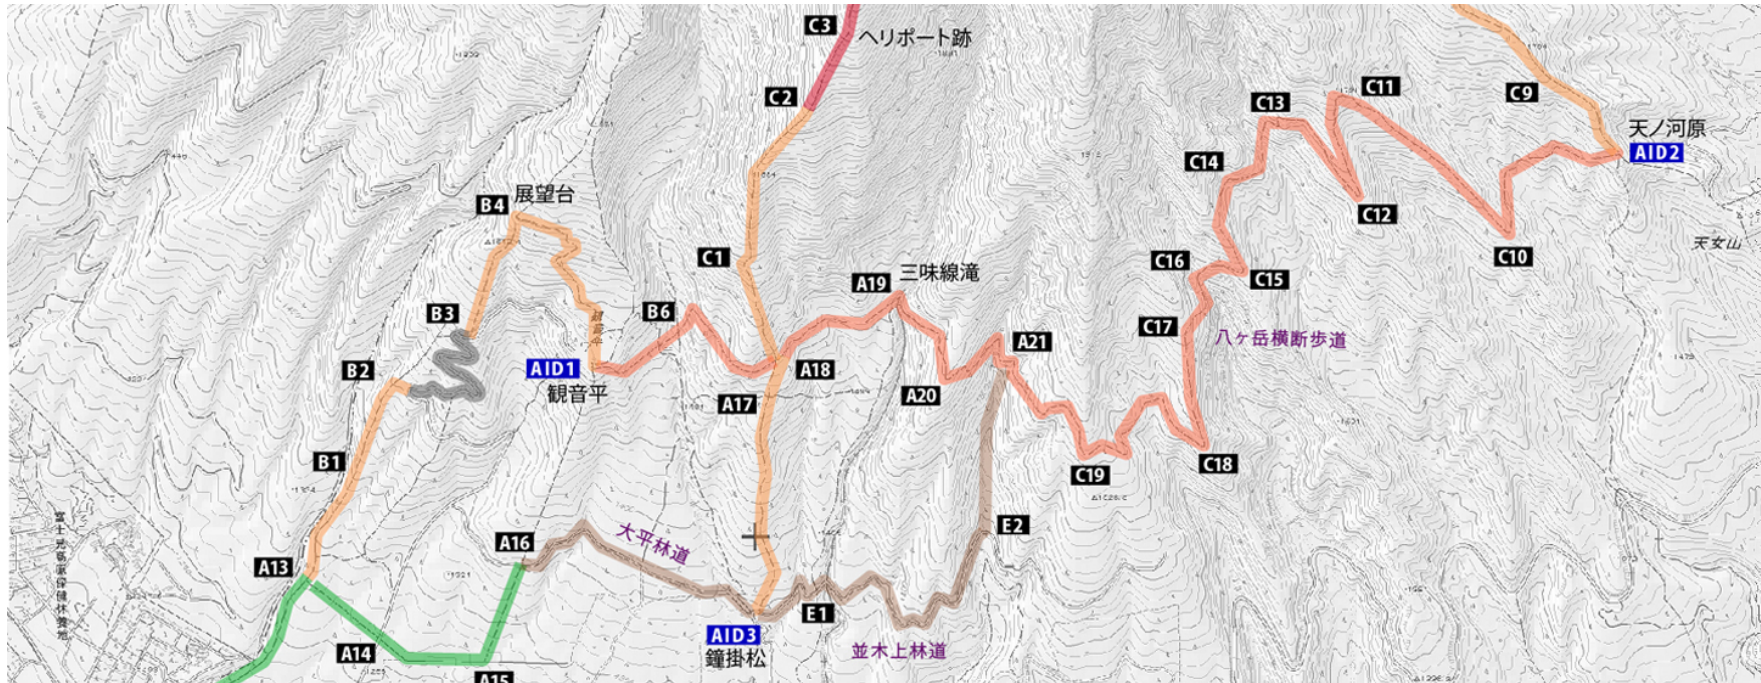 C3
ヘリポート跡
C2
C11
C9
C13
天ノ河原
AID2
C14
C12
B4
展望台
天女山
C10
C1
C16
C15
三味線滝
A19
B6
B3
C17
八ヶ岳横断歩道
A21
AID1
観音平
B2
A18
A20
A17
C18
C19
B1
E2
大平林道
A16
A13
E1
AID3
鐘掛松
並木上林道
A14
A15
観音平